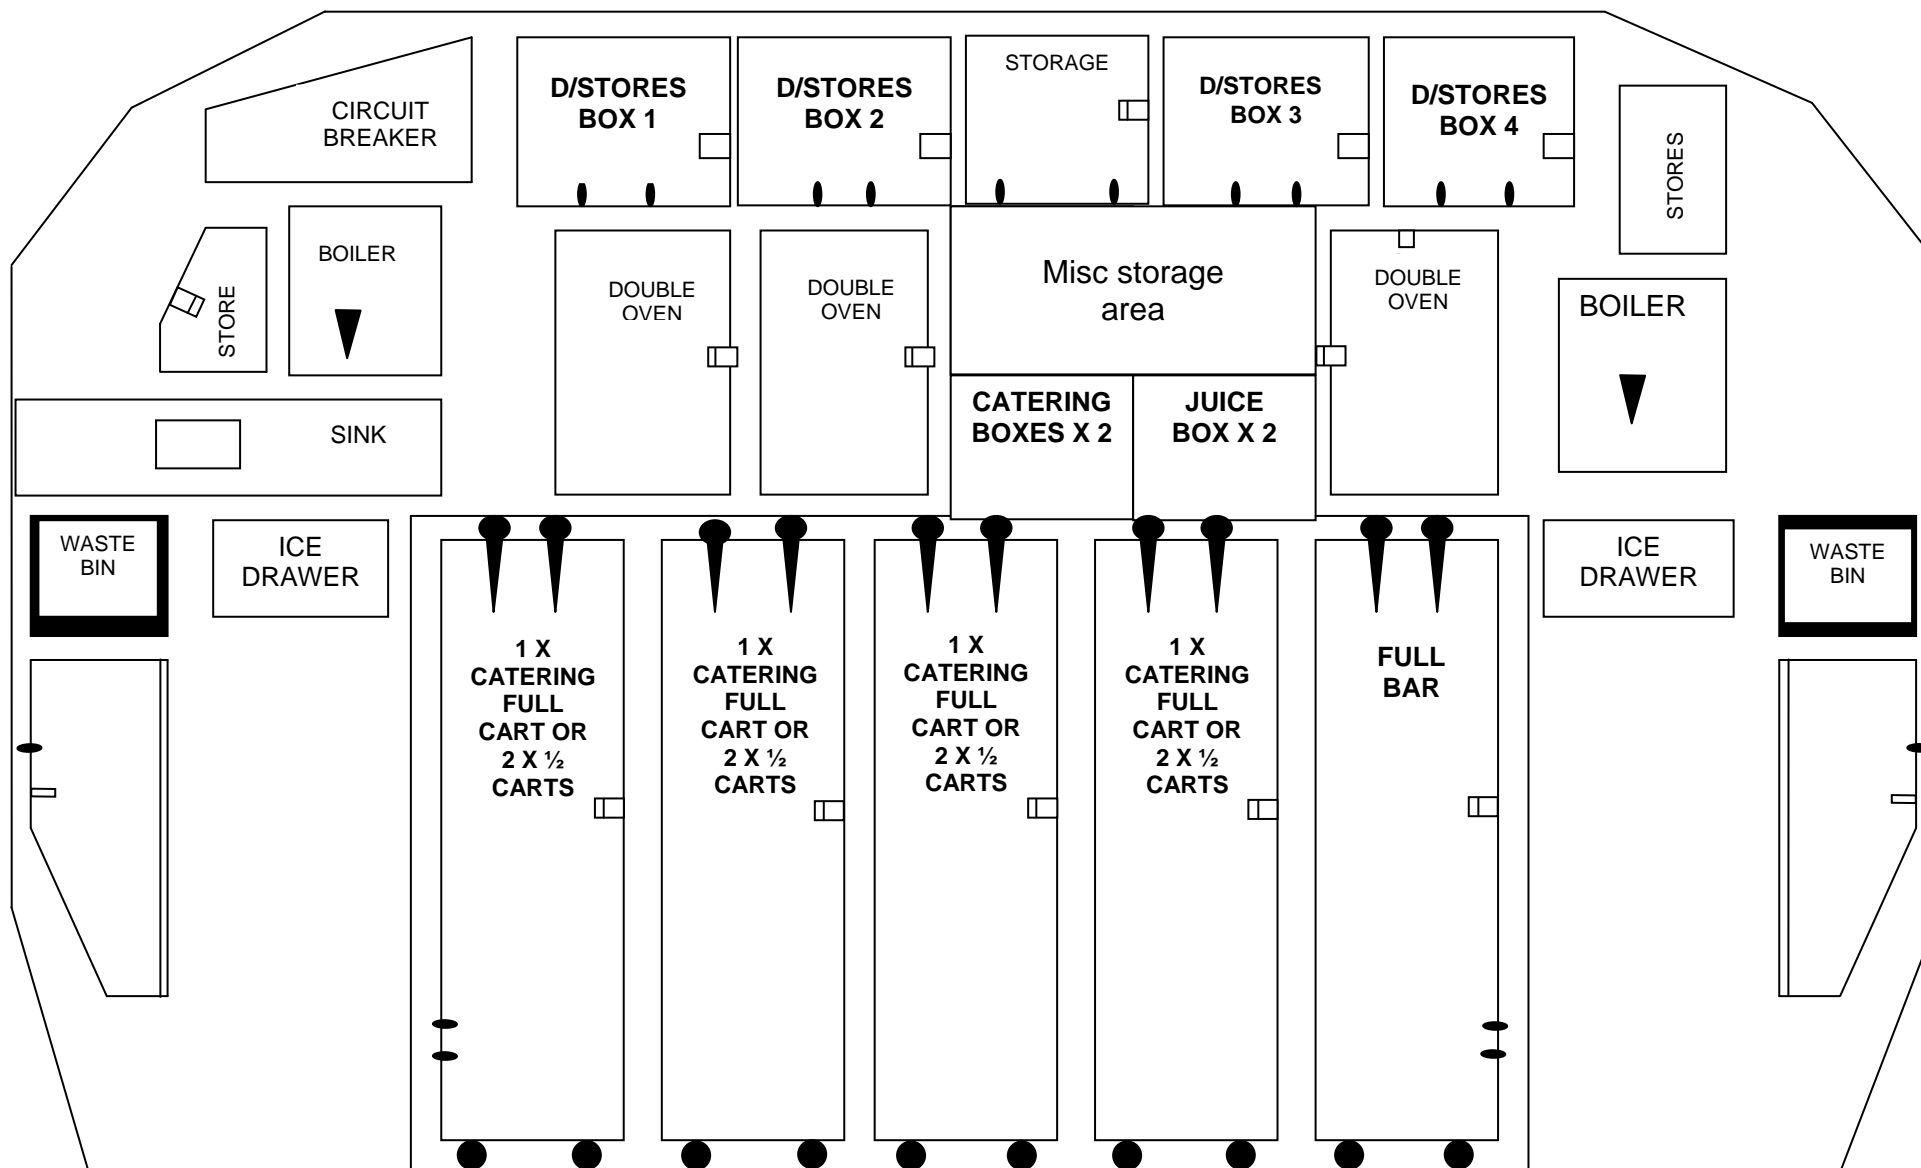 D/STORES
BOX 1
D/STORES
BOX 2
STORAGE
D/STORES
BOX 3
D/STORES
BOX 4
CIRCUIT
BREAKER
STORES
STORE
BOILER
DOUBLE
OVEN
DOUBLE
OVEN
Misc storage
area
DOUBLE
OVEN
BOILER
SINK
CATERING
BOXES X 2
JUICE
BOX X 2
WASTE
BIN
ICE
DRAWER
ICE
DRAWER
WASTE
BIN
1 X
CATERING
FULL
CART OR
2 X ½
CARTS
1 X
CATERING
FULL
CART OR
2 X ½
CARTS
1 X
CATERING
FULL
CART OR
2 X ½
CARTS
1 X
CATERING
FULL
CART OR
2 X ½
CARTS
FULL
BAR